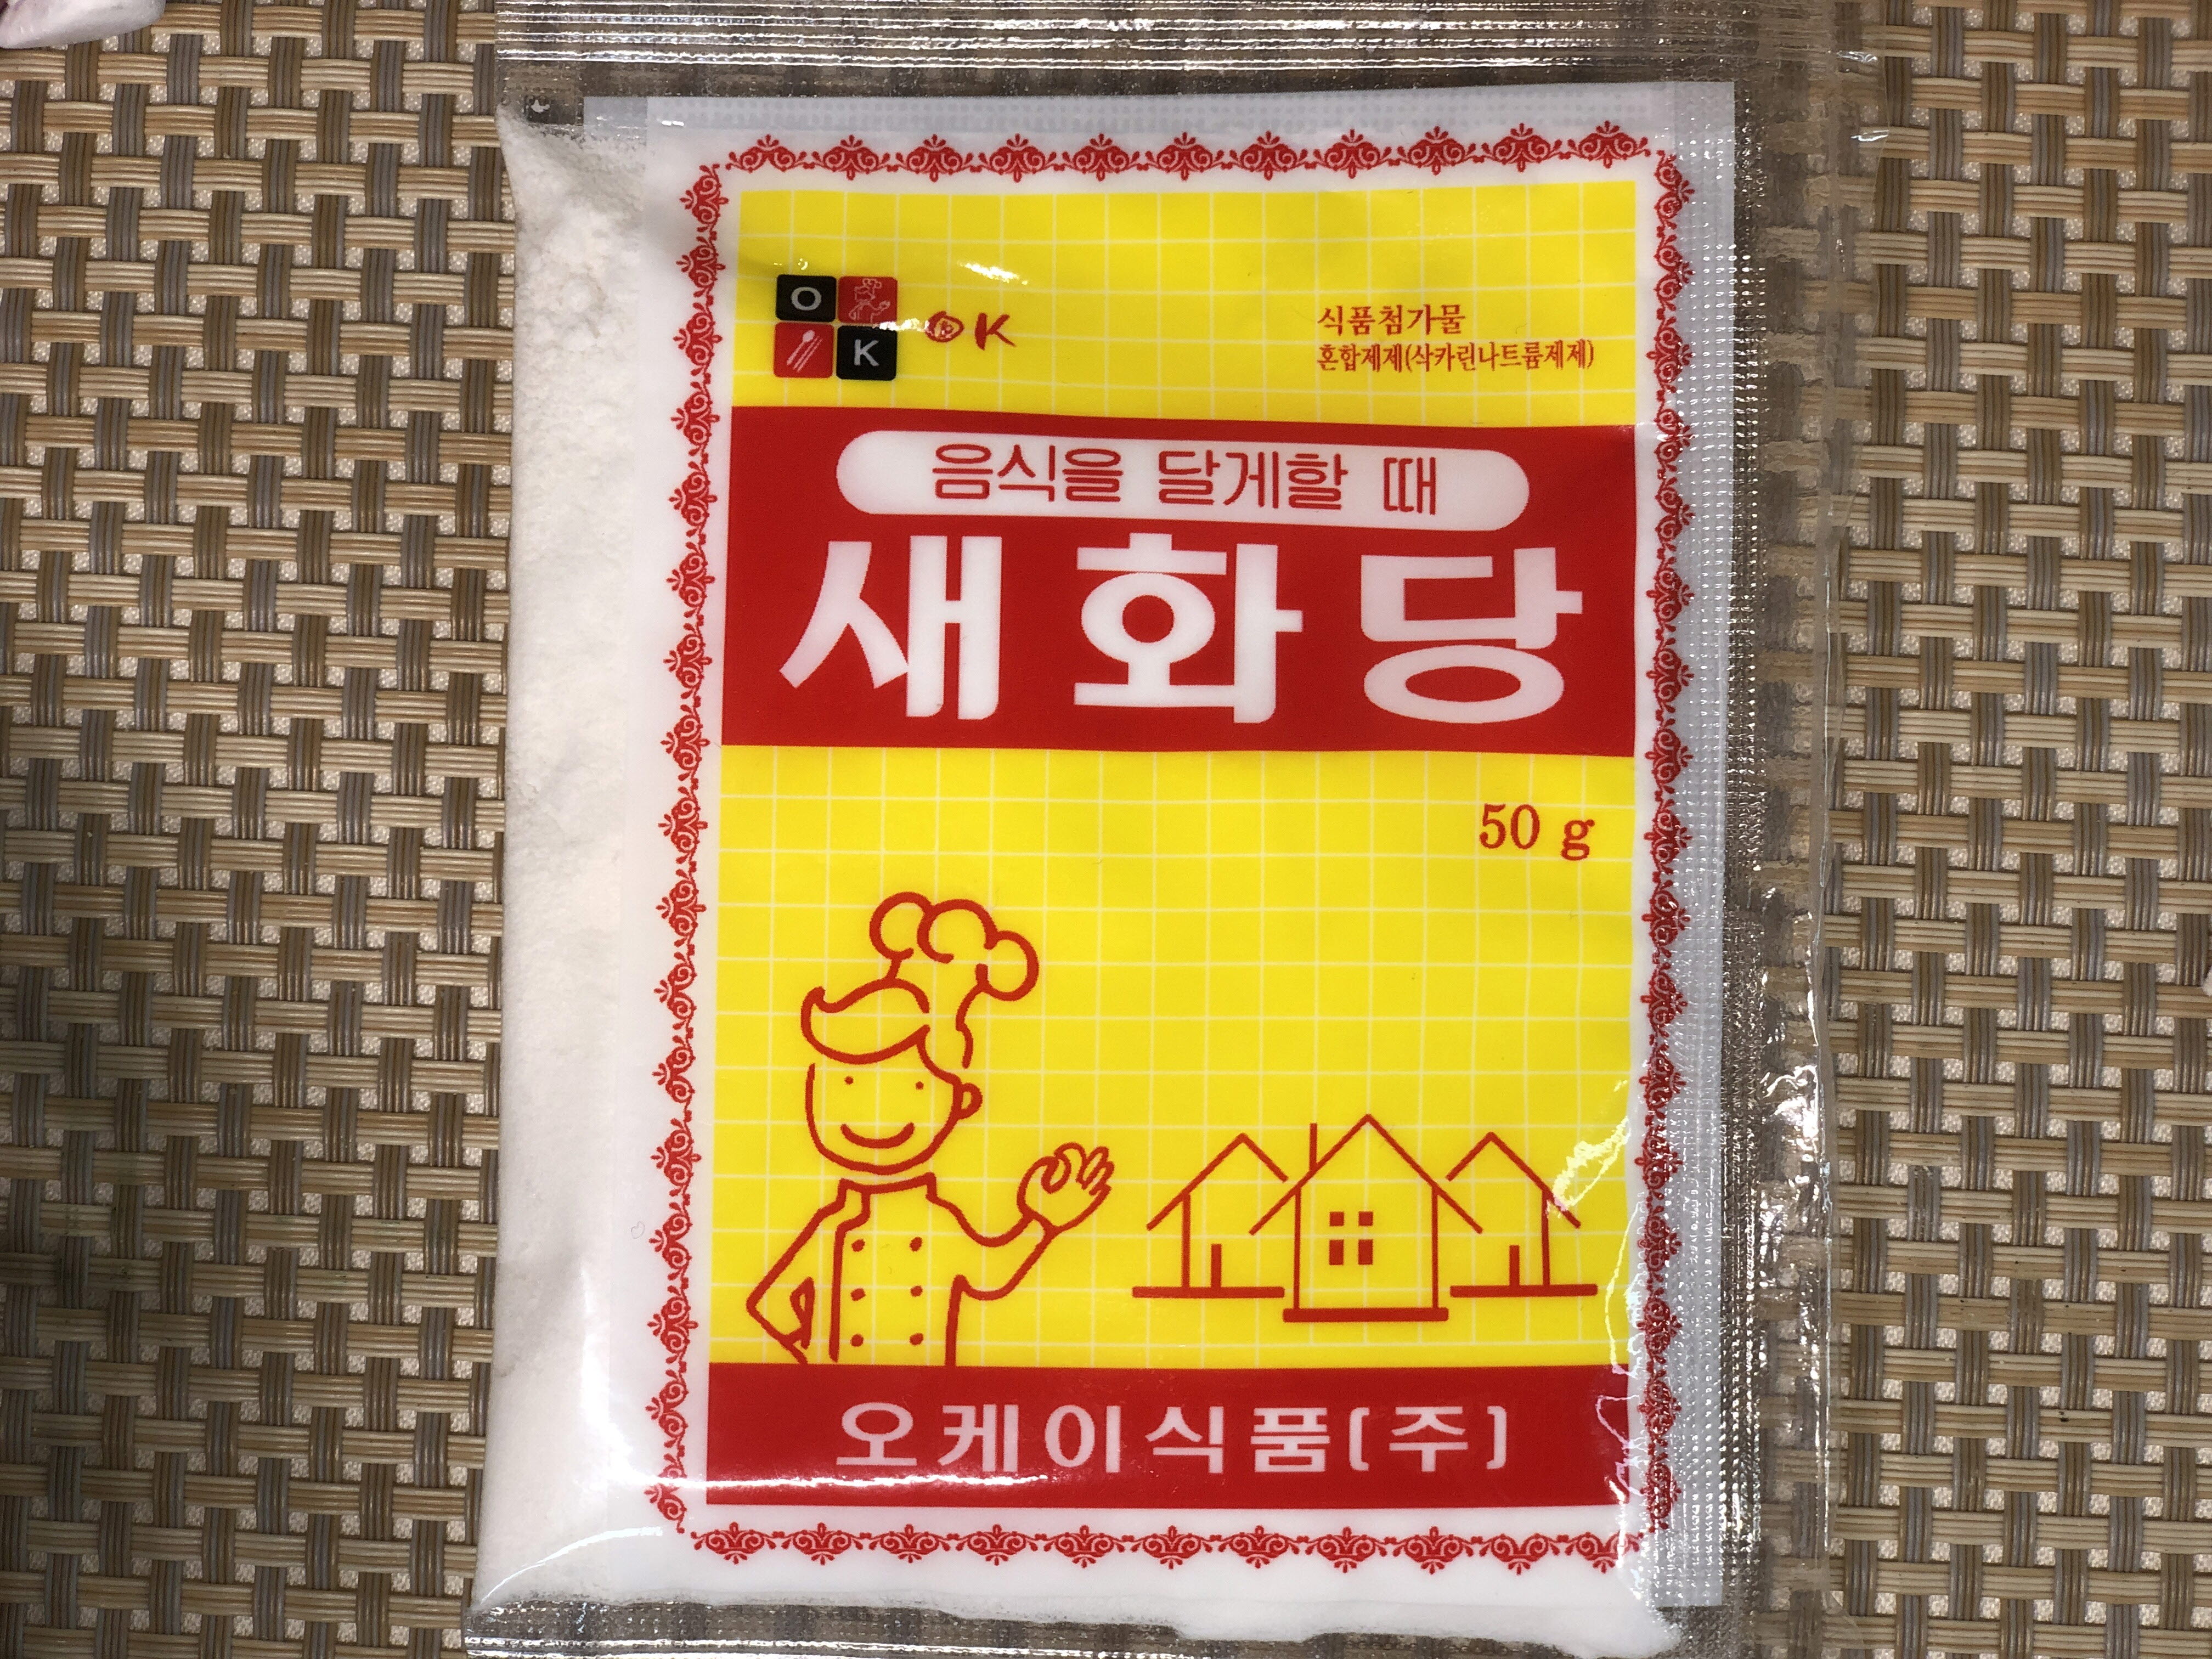 O
K
OK
식품첨가물
혼합제제(삭카린나트륨제제)
음식을 달게할 때
새화당
50 g
오케이식품(주)